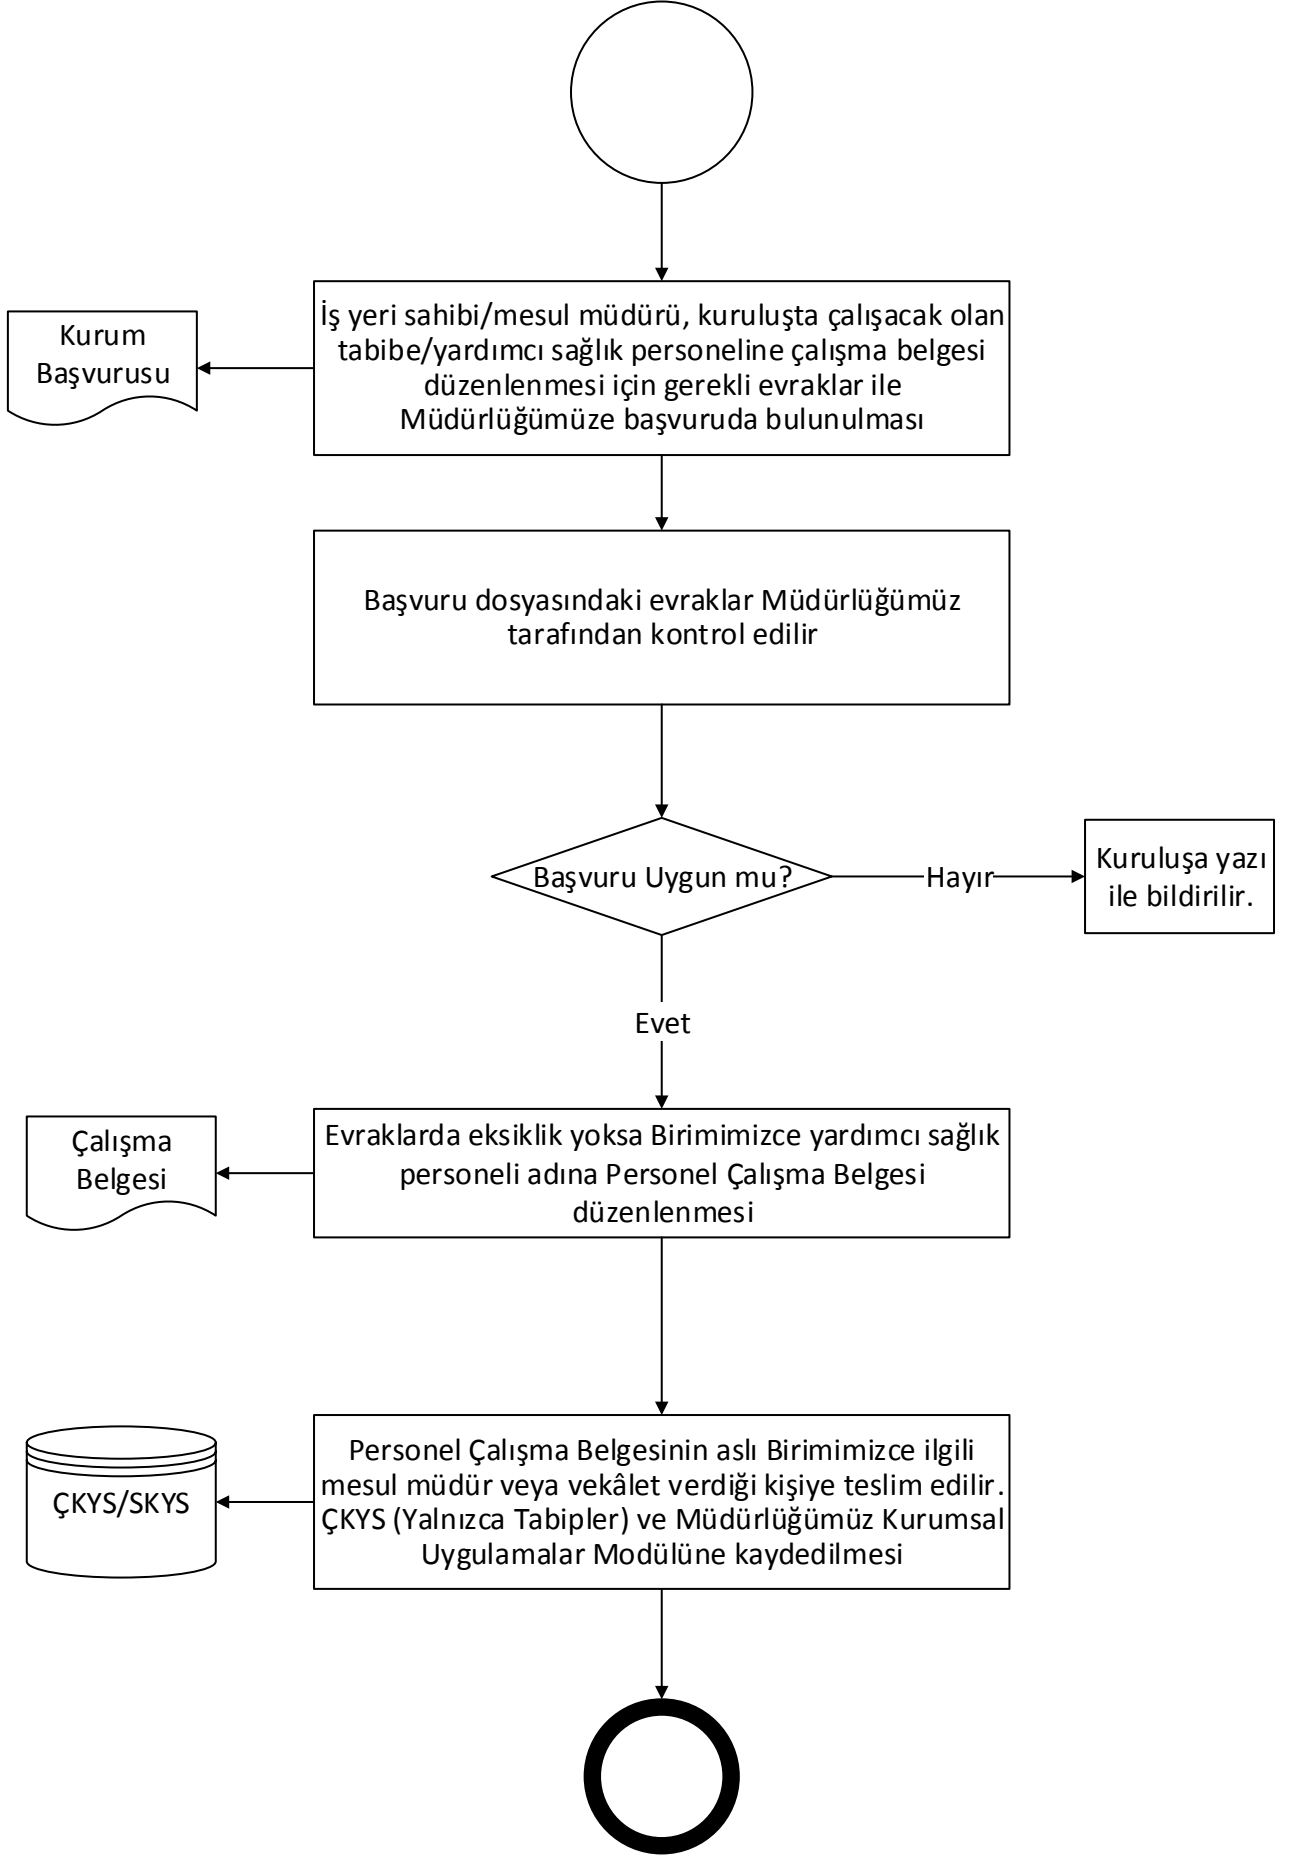 Kurum
Başvurusu
İş yeri sahibi/mesul müdürü, kuruluşta çalışacak olan
tabibe/yardımcı sağlık personeline çalışma belgesi
düzenlenmesi için gerekli evraklar ile
Müdürlüğümüze başvuruda bulunulması
Başvuru dosyasındaki evraklar Müdürlüğümüz
tarafından kontrol edilir
Başvuru Uygun mu?
Hayır
Kuruluşa yazı
ile bildirilir.
Evet
Çalışma
Belgesi
Evraklarda eksiklik yoksa Birimimizce yardımcı sağlık
personeli adına Personel Çalışma Belgesi
düzenlenmesi
ÇKYS/SKYS
Personel Çalışma Belgesinin aslı Birimimizce ilgili
mesul müdür veya vekâlet verdiği kişiye teslim edilir.
ÇKYS (Yalnızca Tabipler) ve Müdürlüğümüz Kurumsal
Uygulamalar Modülüne kaydedilmesi